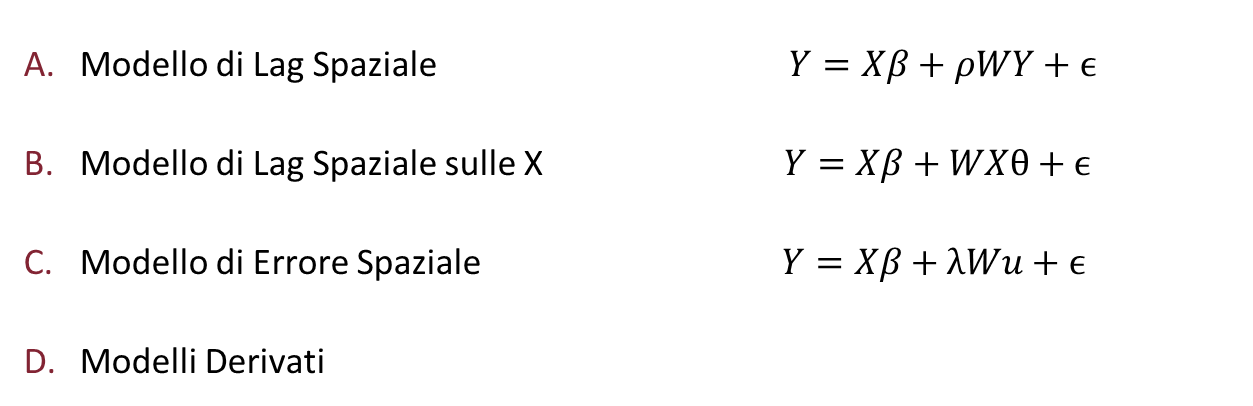 A. Modello di Lag Spaziale Y = Xβ + ρWY + ϵ
B. Modello di Lag Spaziale sulle X Y = Xβ + WXθ + ϵ
C. Modello di Errore Spaziale Y = Xβ + λWu + ϵ
D. Modelli Derivati